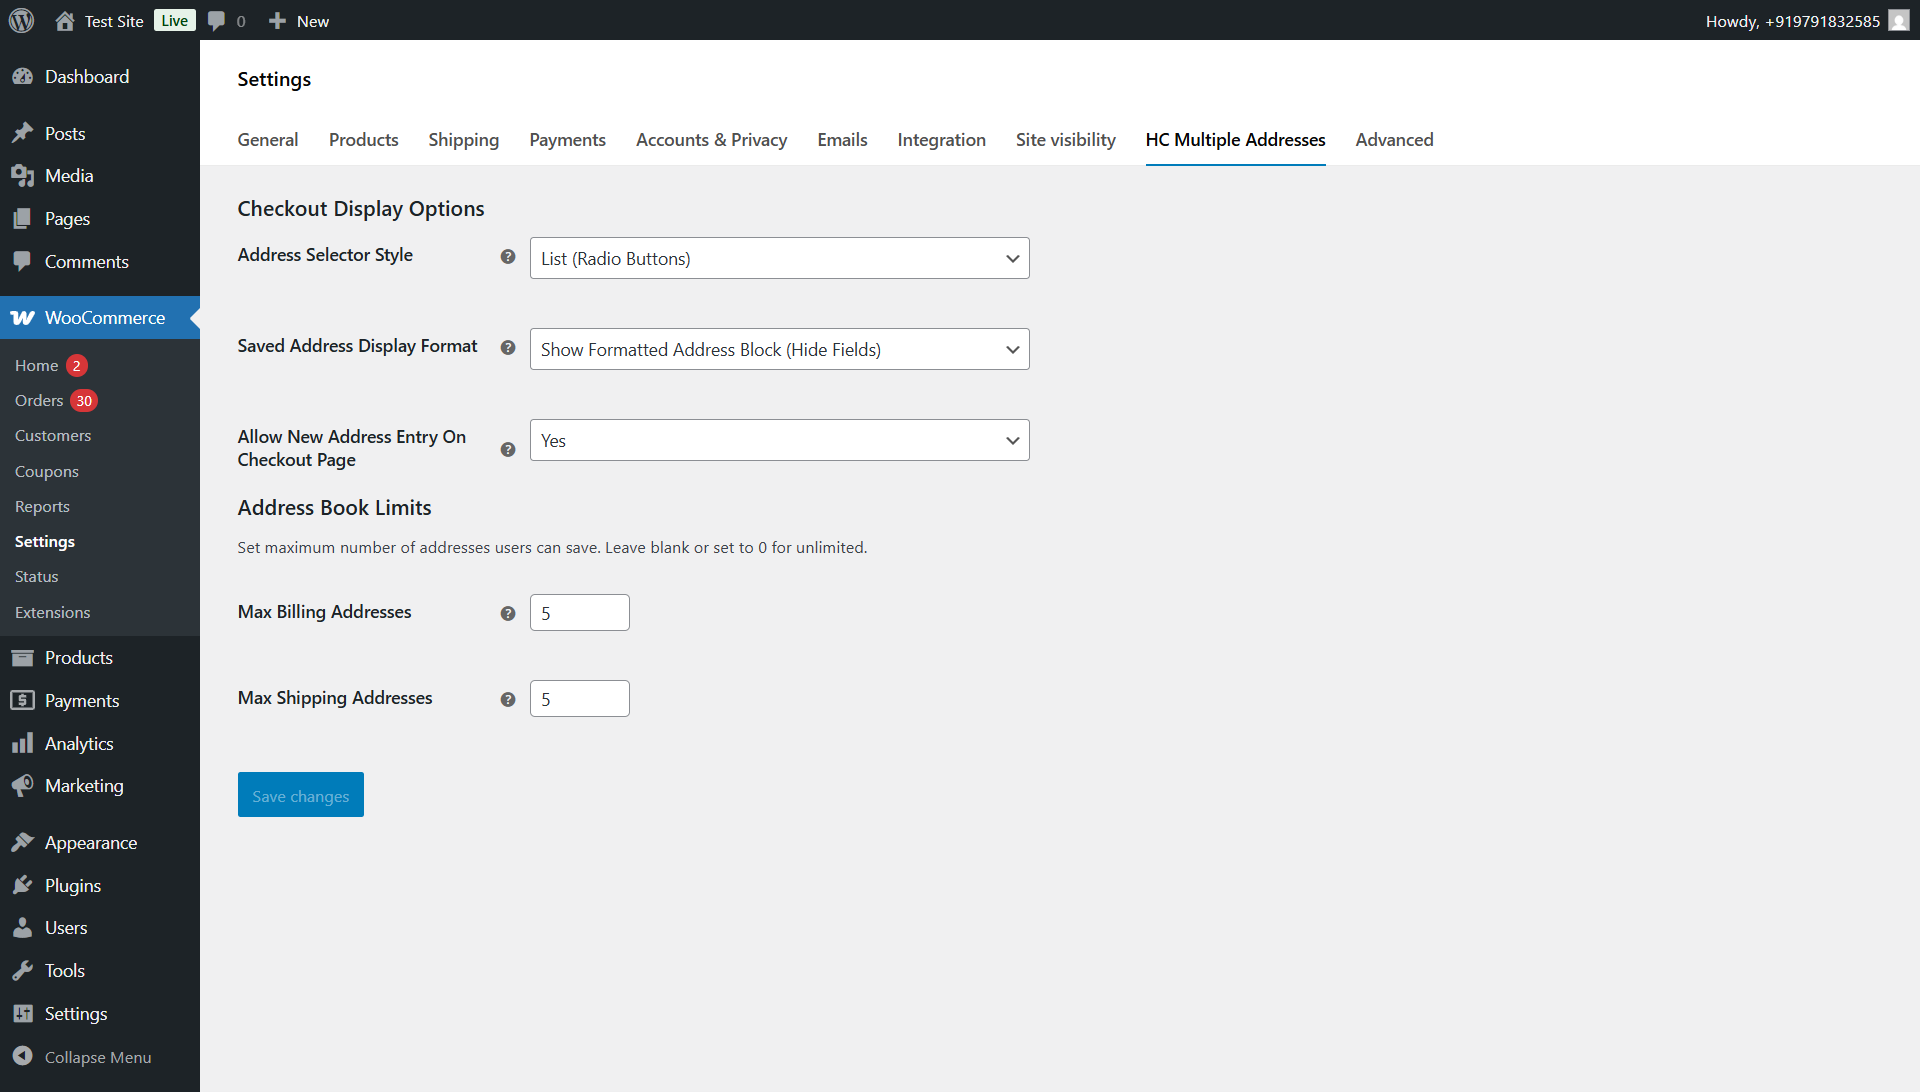 Test Site Live 0 New
Howdy, +919791832585
Dashboard
Posts
Media
Pages
Comments
WooCommerce
Home 2
Orders 30
Customers
Coupons
Reports
Settings
Status
Extensions
Products
Payments
Analytics
Marketing
Appearance
Plugins
Users
Tools
Settings
Collapse Menu
Settings
General Products Shipping Payments Accounts & Privacy Emails Integration Site visibility HC Multiple Addresses Advanced
Checkout Display Options
Address Selector Style ? List (Radio Buttons)
Saved Address Display Format ? Show Formatted Address Block (Hide Fields)
Allow New Address Entry On
Checkout Page ? Yes
Address Book Limits
Set maximum number of addresses users can save. Leave blank or set to 0 for unlimited.
Max Billing Addresses ? 5
Max Shipping Addresses ? 5
Save changes